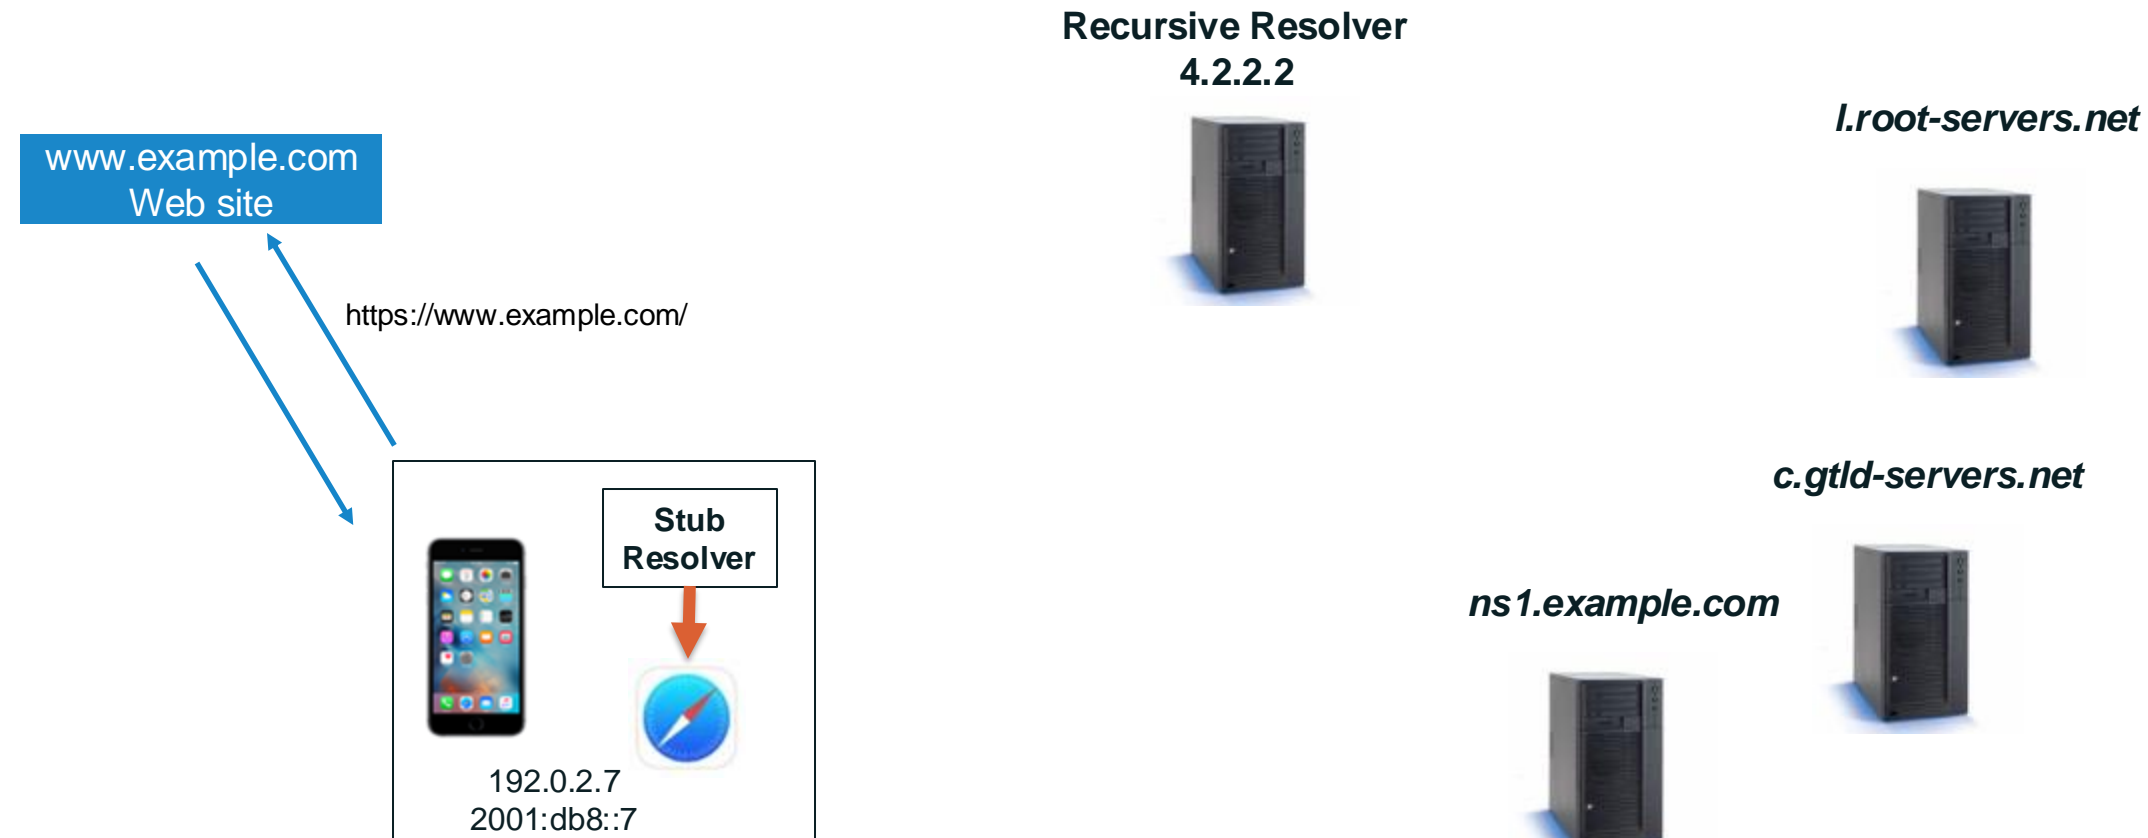 Recursive Resolver
4.2.2.2
l.root-servers.net
www.example.com
Web site
https://www.example.com/
c.gtld-servers.net
Stub
Resolver
ns1.example.com
192.0.2.7
2001:db8::7